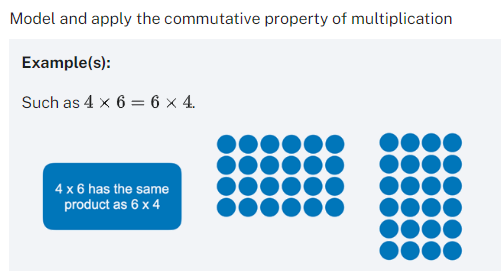 Model and apply the commutative property of multiplication
Example(s):
Such as 4 × 6 = 6 × 4.
4 x 6 has the same
product as 6 x 4